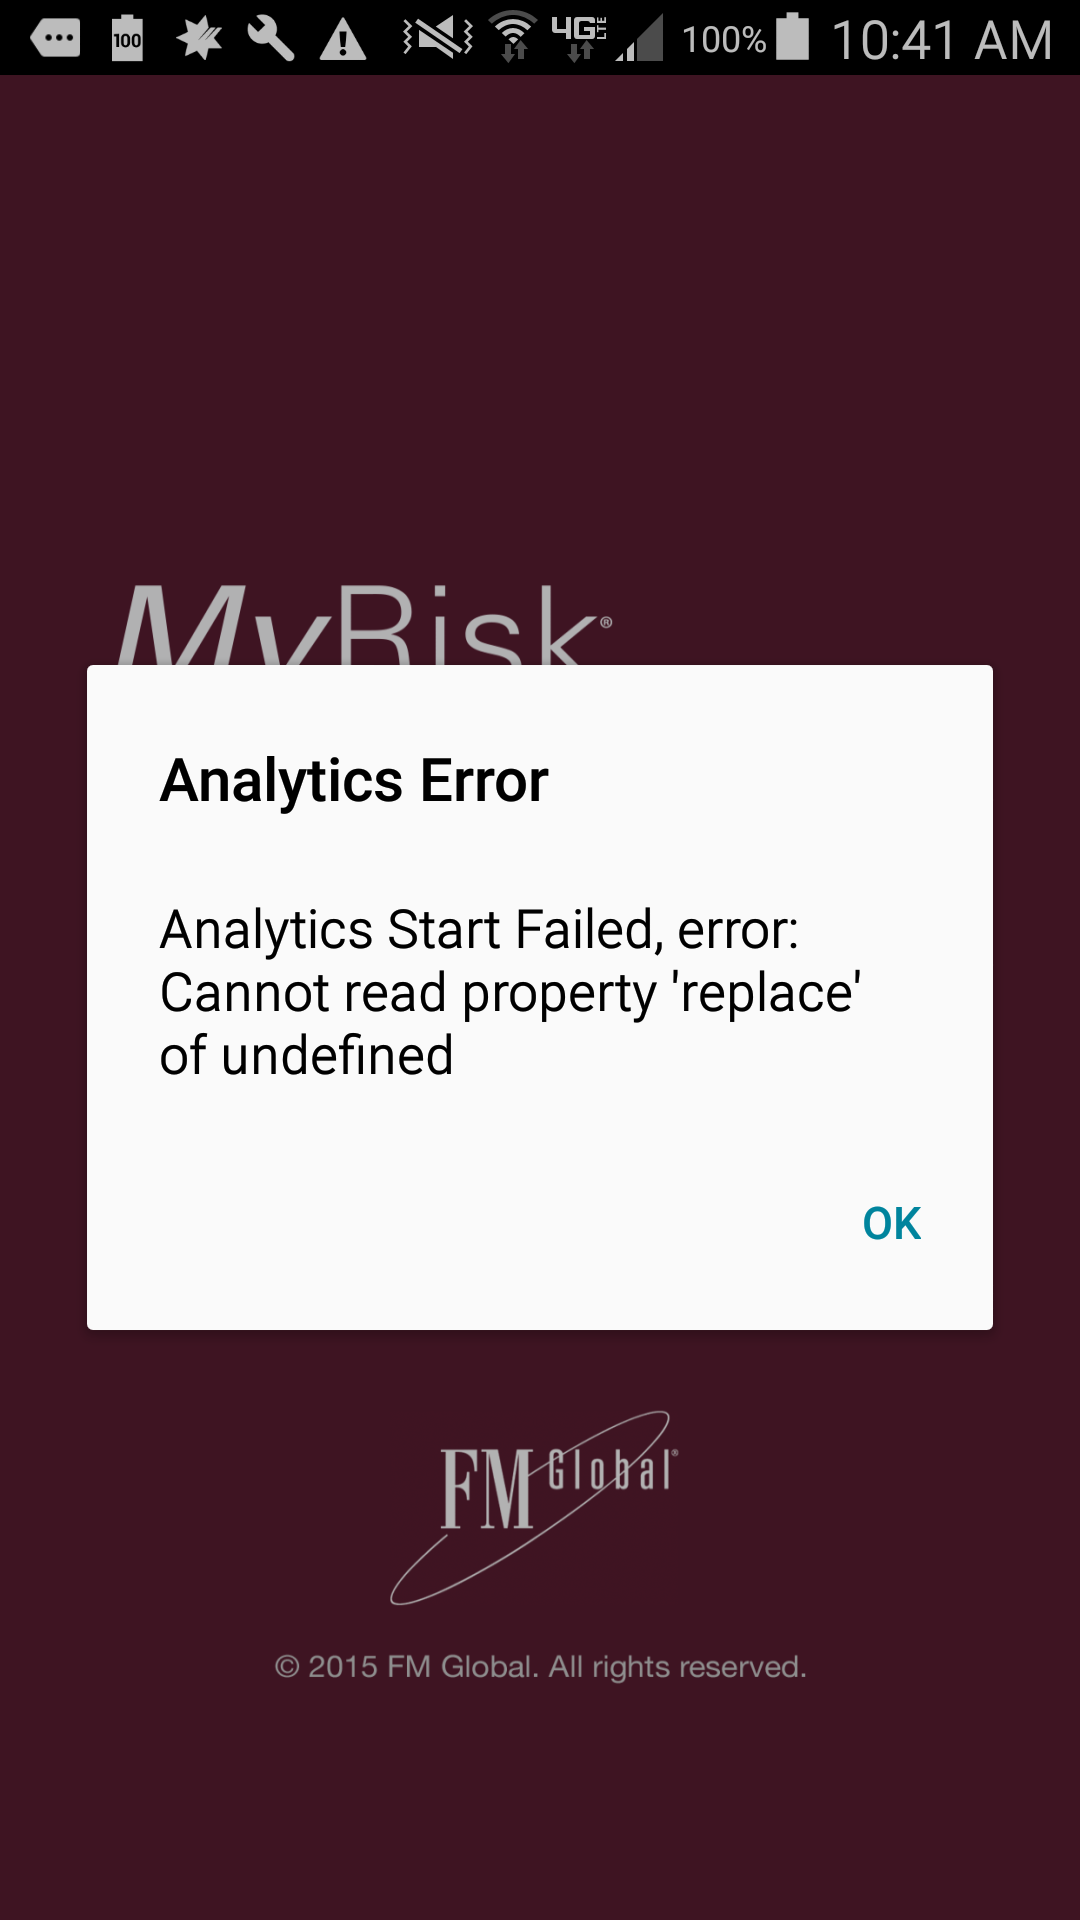 100 4G LTE 100% 10:41 AM
MyRisk®
Analytics Error
Analytics Start Failed, error:
Cannot read property 'replace'
of undefined
OK
FM Global®
© 2015 FM Global. All rights reserved.